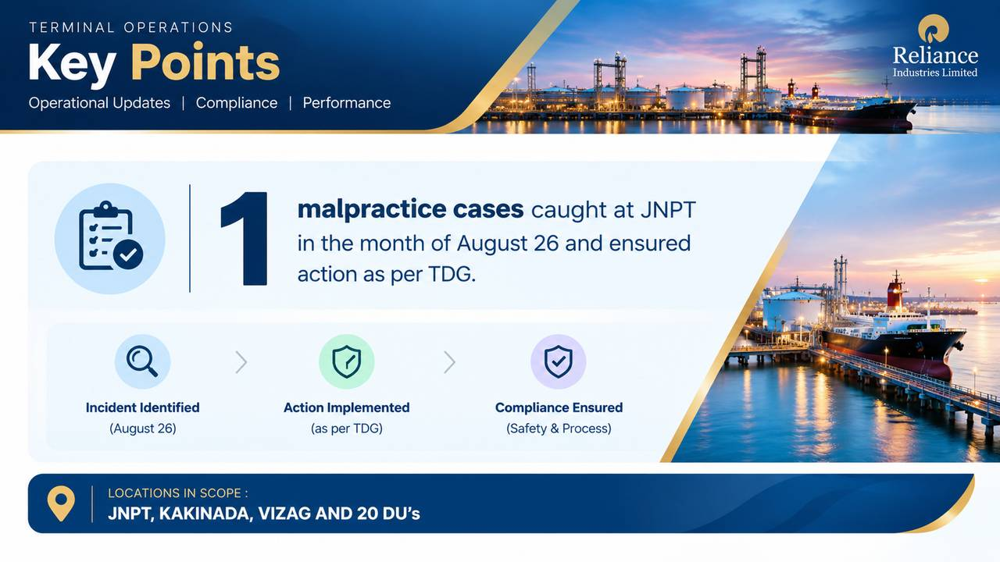 TERMINAL OPERATIONS
Key Points
Operational Updates | Compliance | Performance
Reliance
Industries Limited
1
malpractice cases caught at JNPT
in the month of August 26 and ensured
action as per TDG.
Incident Identified
(August 26)
Action Implemented
(as per TDG)
Compliance Ensured
(Safety & Process)
LOCATIONS IN SCOPE :
JNPT, KAKINADA, VIZAG AND 20 DU’s